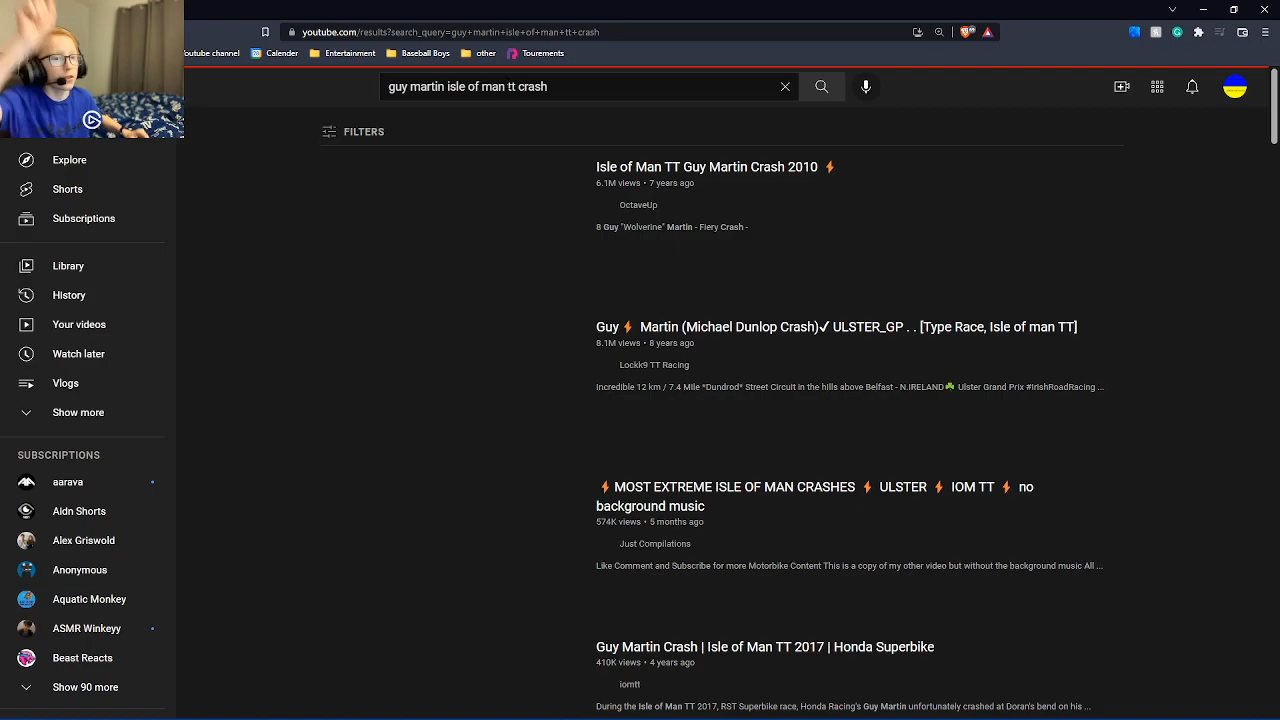 youtube.com/results?search_query=guy+martin+isle+of+man+tt+crash
utube channel
Calender
Entertainment
Baseball Boys
other
Tourements
guy martin isle of man tt crash
FILTERS
Explore
Shorts
Subscriptions
Library
History
Your videos
Watch later
Vlogs
Show more
SUBSCRIPTIONS
aarava
Aldn Shorts
Alex Griswold
Anonymous
Aquatic Monkey
ASMR Winkeyy
Beast Reacts
Show 90 more
Isle of Man TT Guy Martin Crash 2010 ⚡
6.1M views • 7 years ago
OctaveUp
8 Guy "Wolverine" Martin - Fiery Crash -
Guy⚡ Martin (Michael Dunlop Crash)✓ ULSTER_GP . . [Type Race, Isle of man TT]
8.1M views • 8 years ago
Lockk9 TT Racing
Incredible 12 km / 7.4 Mile *Dundrod* Street Circuit in the hills above Belfast - N.IRELAND☘ Ulster Grand Prix #IrishRoadRacing ...
⚡MOST EXTREME ISLE OF MAN CRASHES ⚡ ULSTER ⚡ IOM TT ⚡ no
background music
574K views • 5 months ago
Just Compilations
Like Comment and Subscribe for more Motorbike Content This is a copy of my other video but without the background music All ...
Guy Martin Crash | Isle of Man TT 2017 | Honda Superbike
410K views • 4 years ago
iomtt
During the Isle of Man TT 2017, RST Superbike race, Honda Racing's Guy Martin unfortunately crashed at Doran's bend on his ...